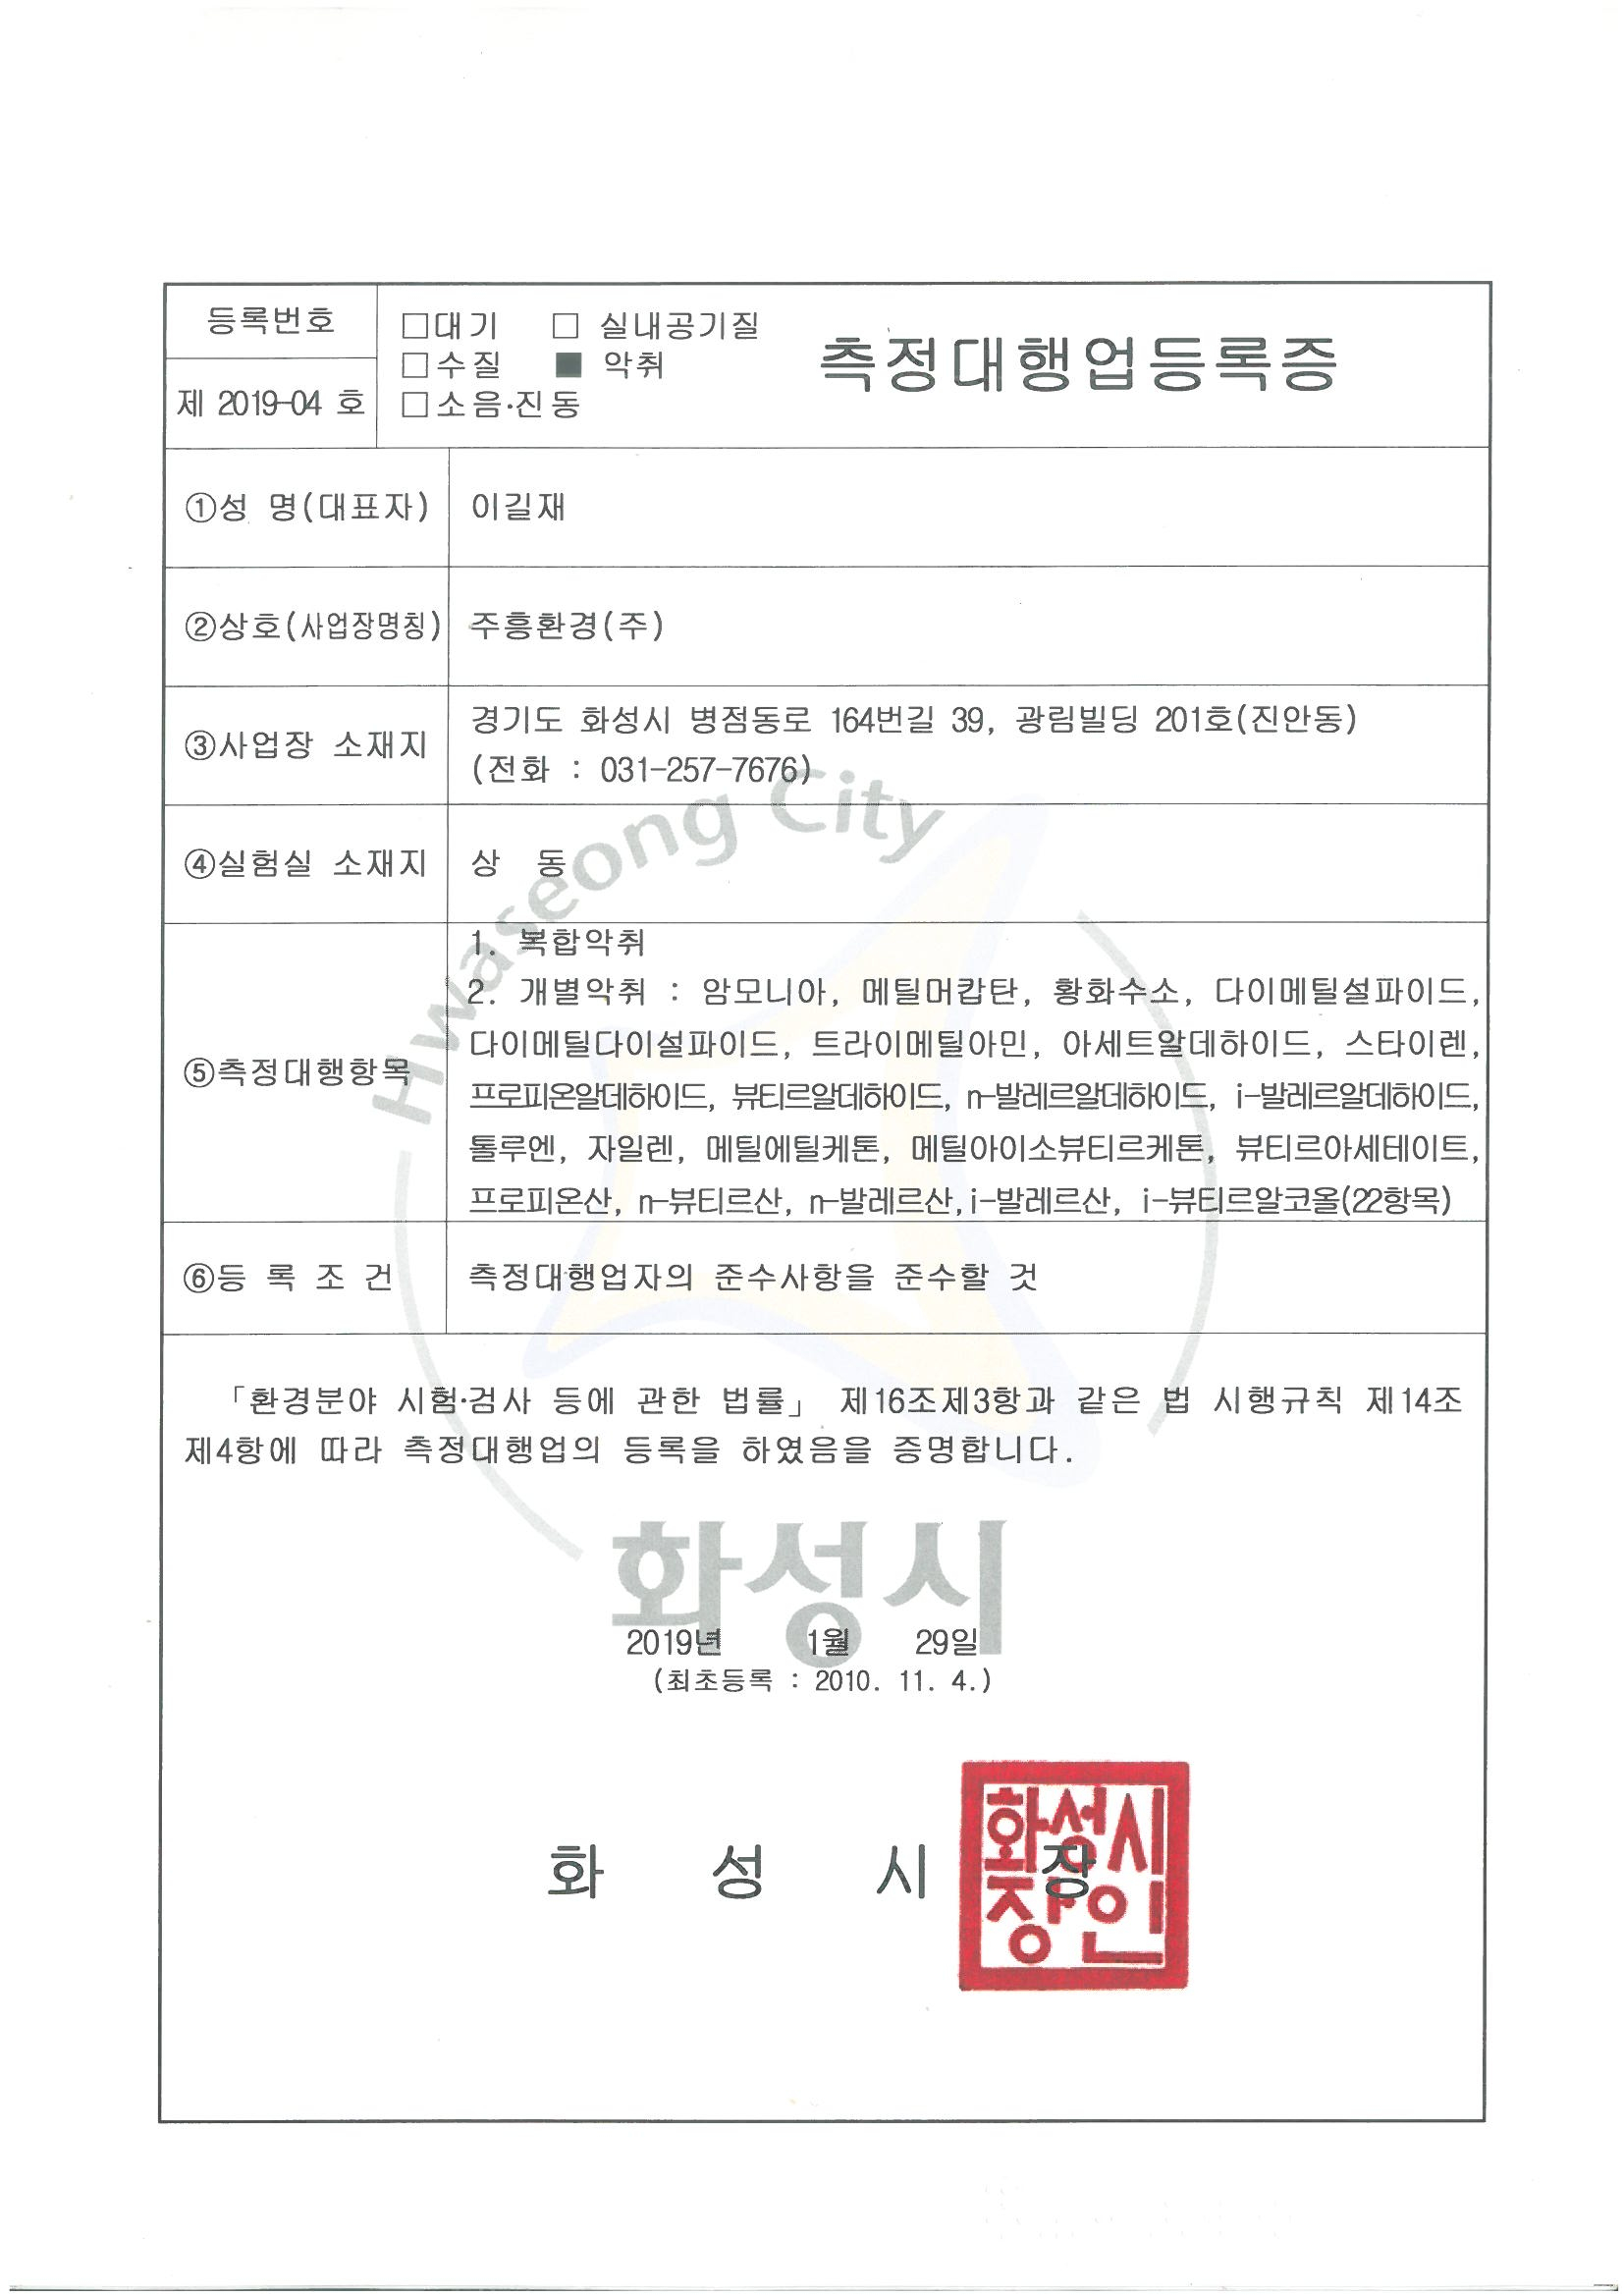 등록번호
제 2019-04 호
□대기 □ 실내공기질
□수질 ■ 악취
□소음·진동
측정대행업등록증
①성 명(대표자) 이길재
②상호(사업장명칭) 주흥환경(주)
③사업장 소재지 경기도 화성시 병점동로 164번길 39, 광림빌딩 201호(진안동)
(전화 : 031-257-7676)
④실험실 소재지 상 동
⑤측정대행항목
1. 복합악취
2. 개별악취 : 암모니아, 메틸머캅탄, 황화수소, 다이메틸설파이드,
다이메틸다이설파이드, 트라이메틸아민, 아세트알데하이드, 스타이렌,
프로피온알데하이드, 뷰티르알데하이드, n-발레르알데하이드, i-발레르알데하이드,
톨루엔, 자일렌, 메틸에틸케톤, 메틸아이소뷰티르케톤, 뷰티르아세테이트,
프로피온산, n-뷰티르산, n-발레르산, i-발레르산, i-뷰티르알코올(22항목)
⑥등 록 조 건 측정대행업자의 준수사항을 준수할 것
「환경분야 시험·검사 등에 관한 법률」 제16조제3항과 같은 법 시행규칙 제14조
제4항에 따라 측정대행업의 등록을 하였음을 증명합니다.
Hwaseong City
화성시
2019년 1월 29일
(최초등록 : 2010. 11. 4.)
화 성 시 장
화성시
장인